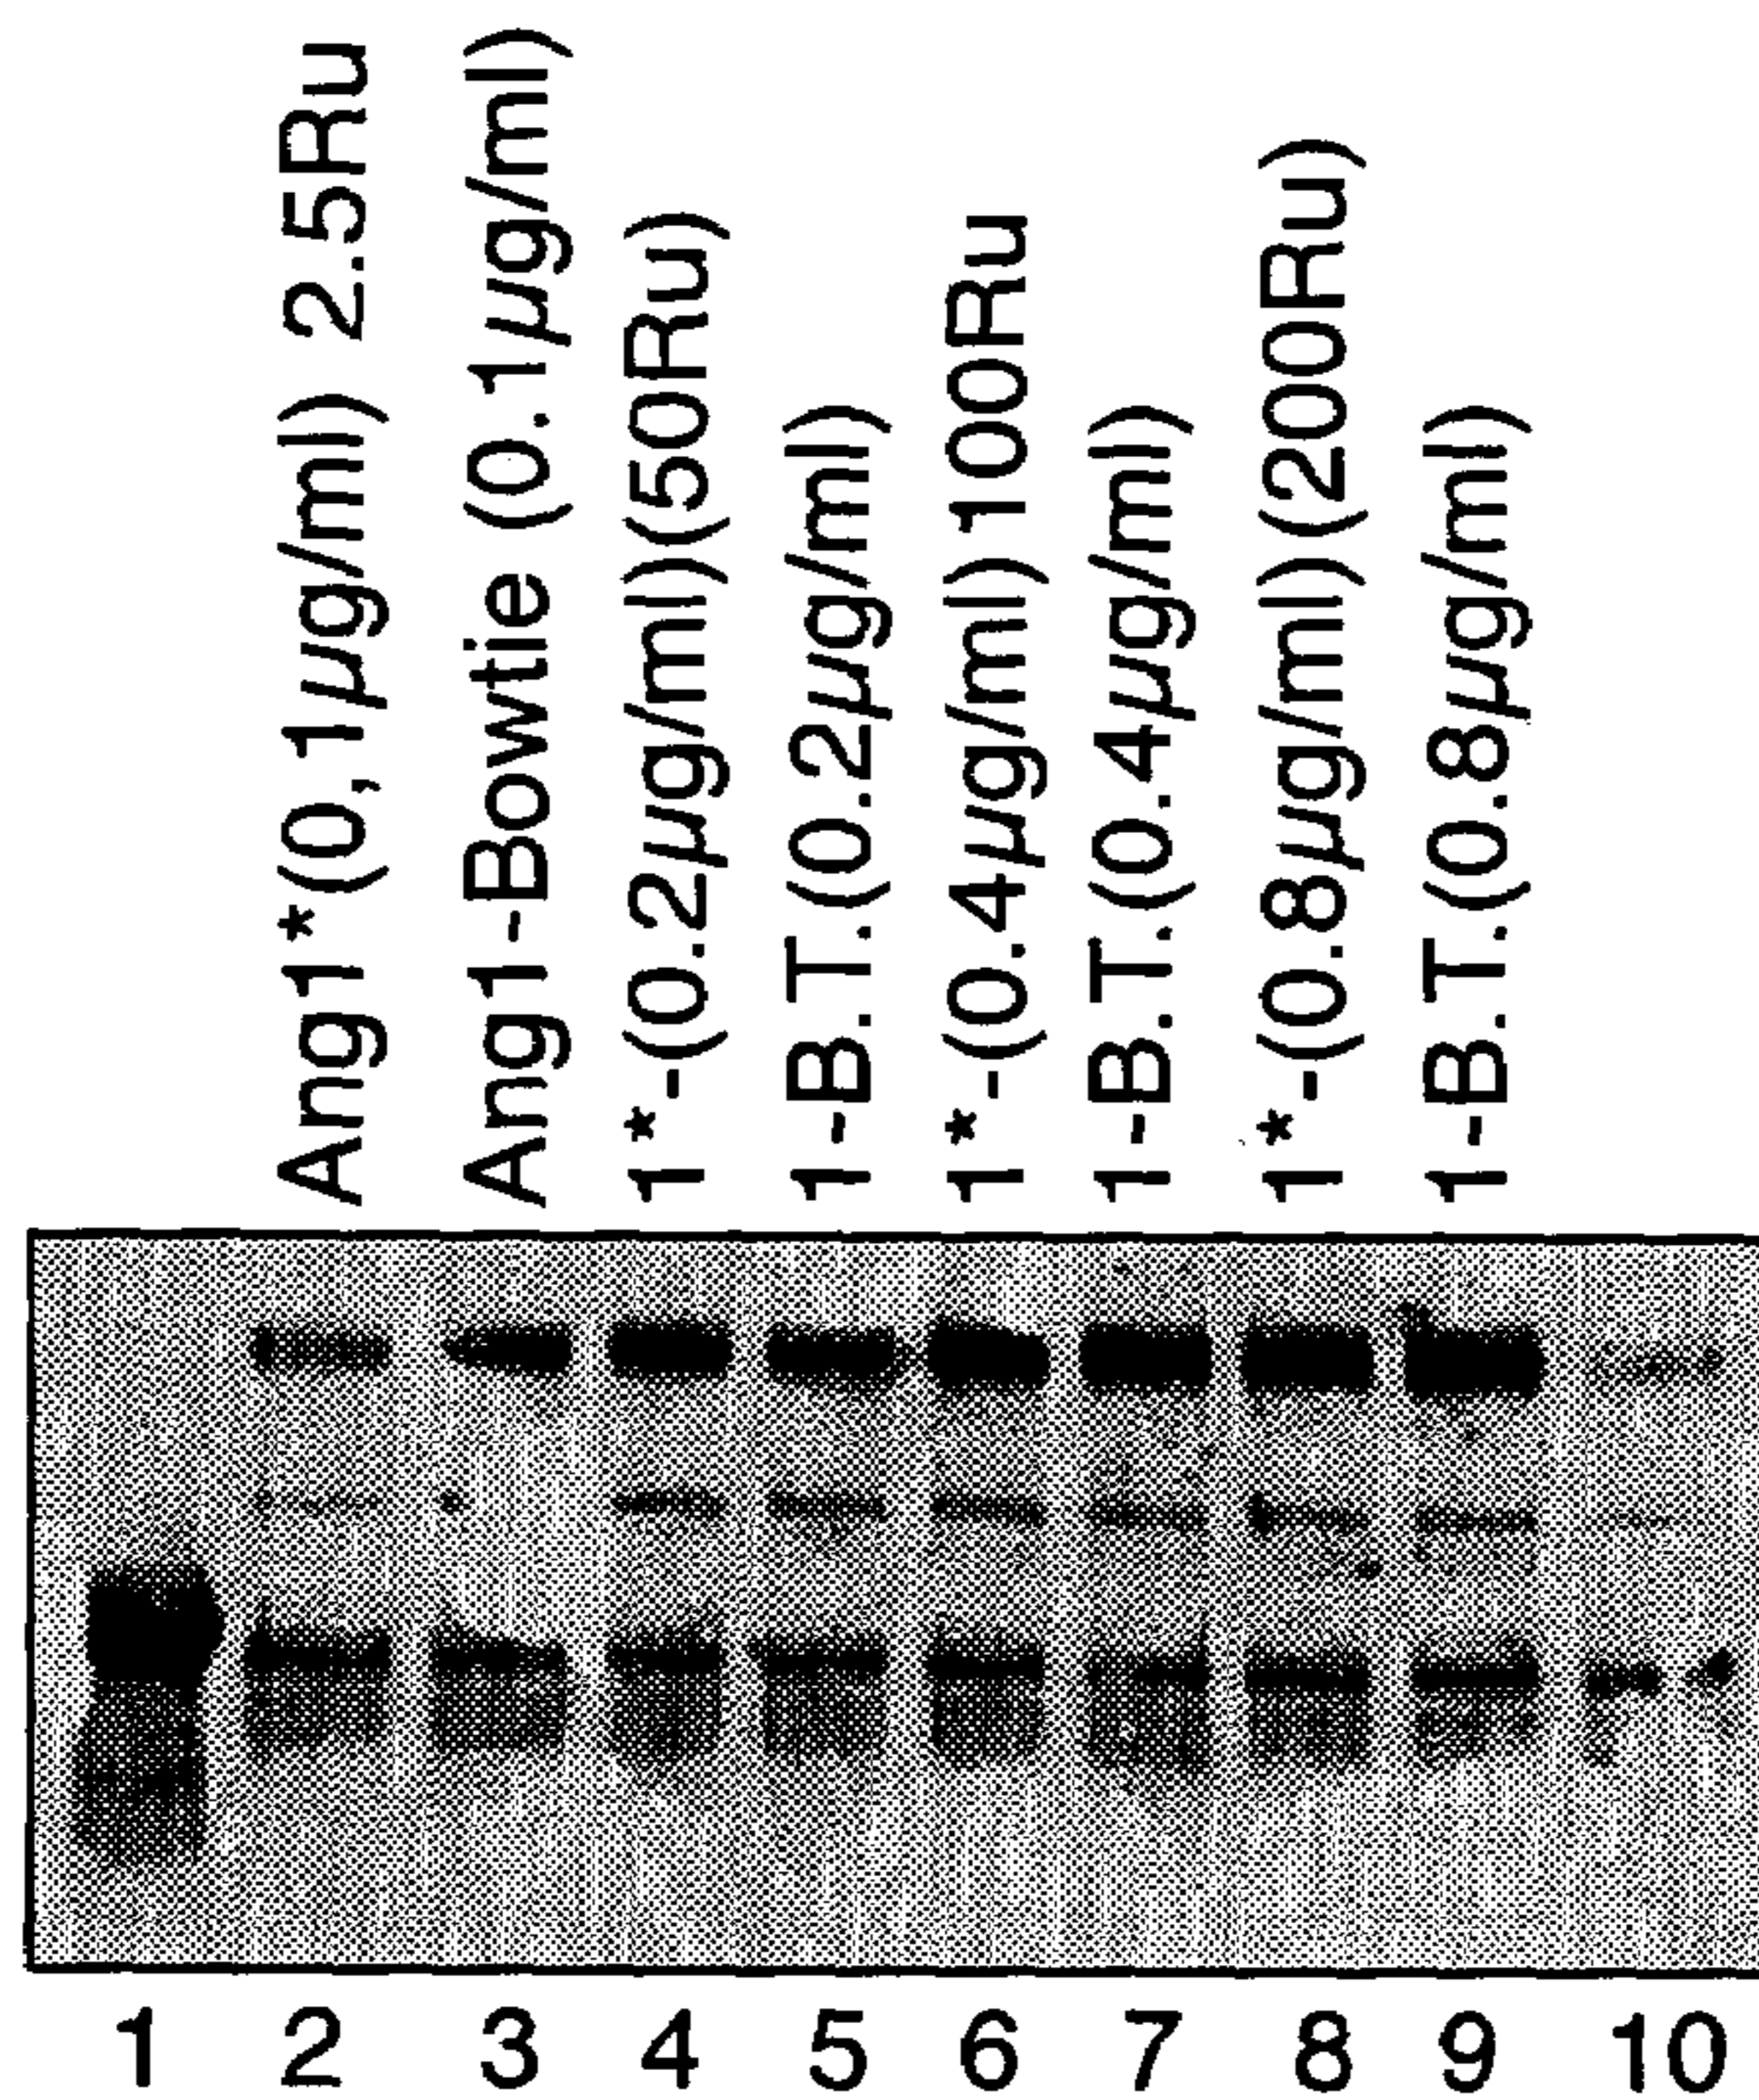 Ang1*(0,1µg/ml) 2.5Ru
Ang1-Bowtie (0.1µg/ml)
1*-(0.2µg/ml)(50Ru)
1-B.T.(0.2µg/ml)
1*-(0.4µg/ml)100Ru
1-B.T.(0.4µg/ml)
1*-(0.8µg/ml)(200Ru)
1-B.T.(0.8µg/ml)
1 2 3 4 5 6 7 8 9 10